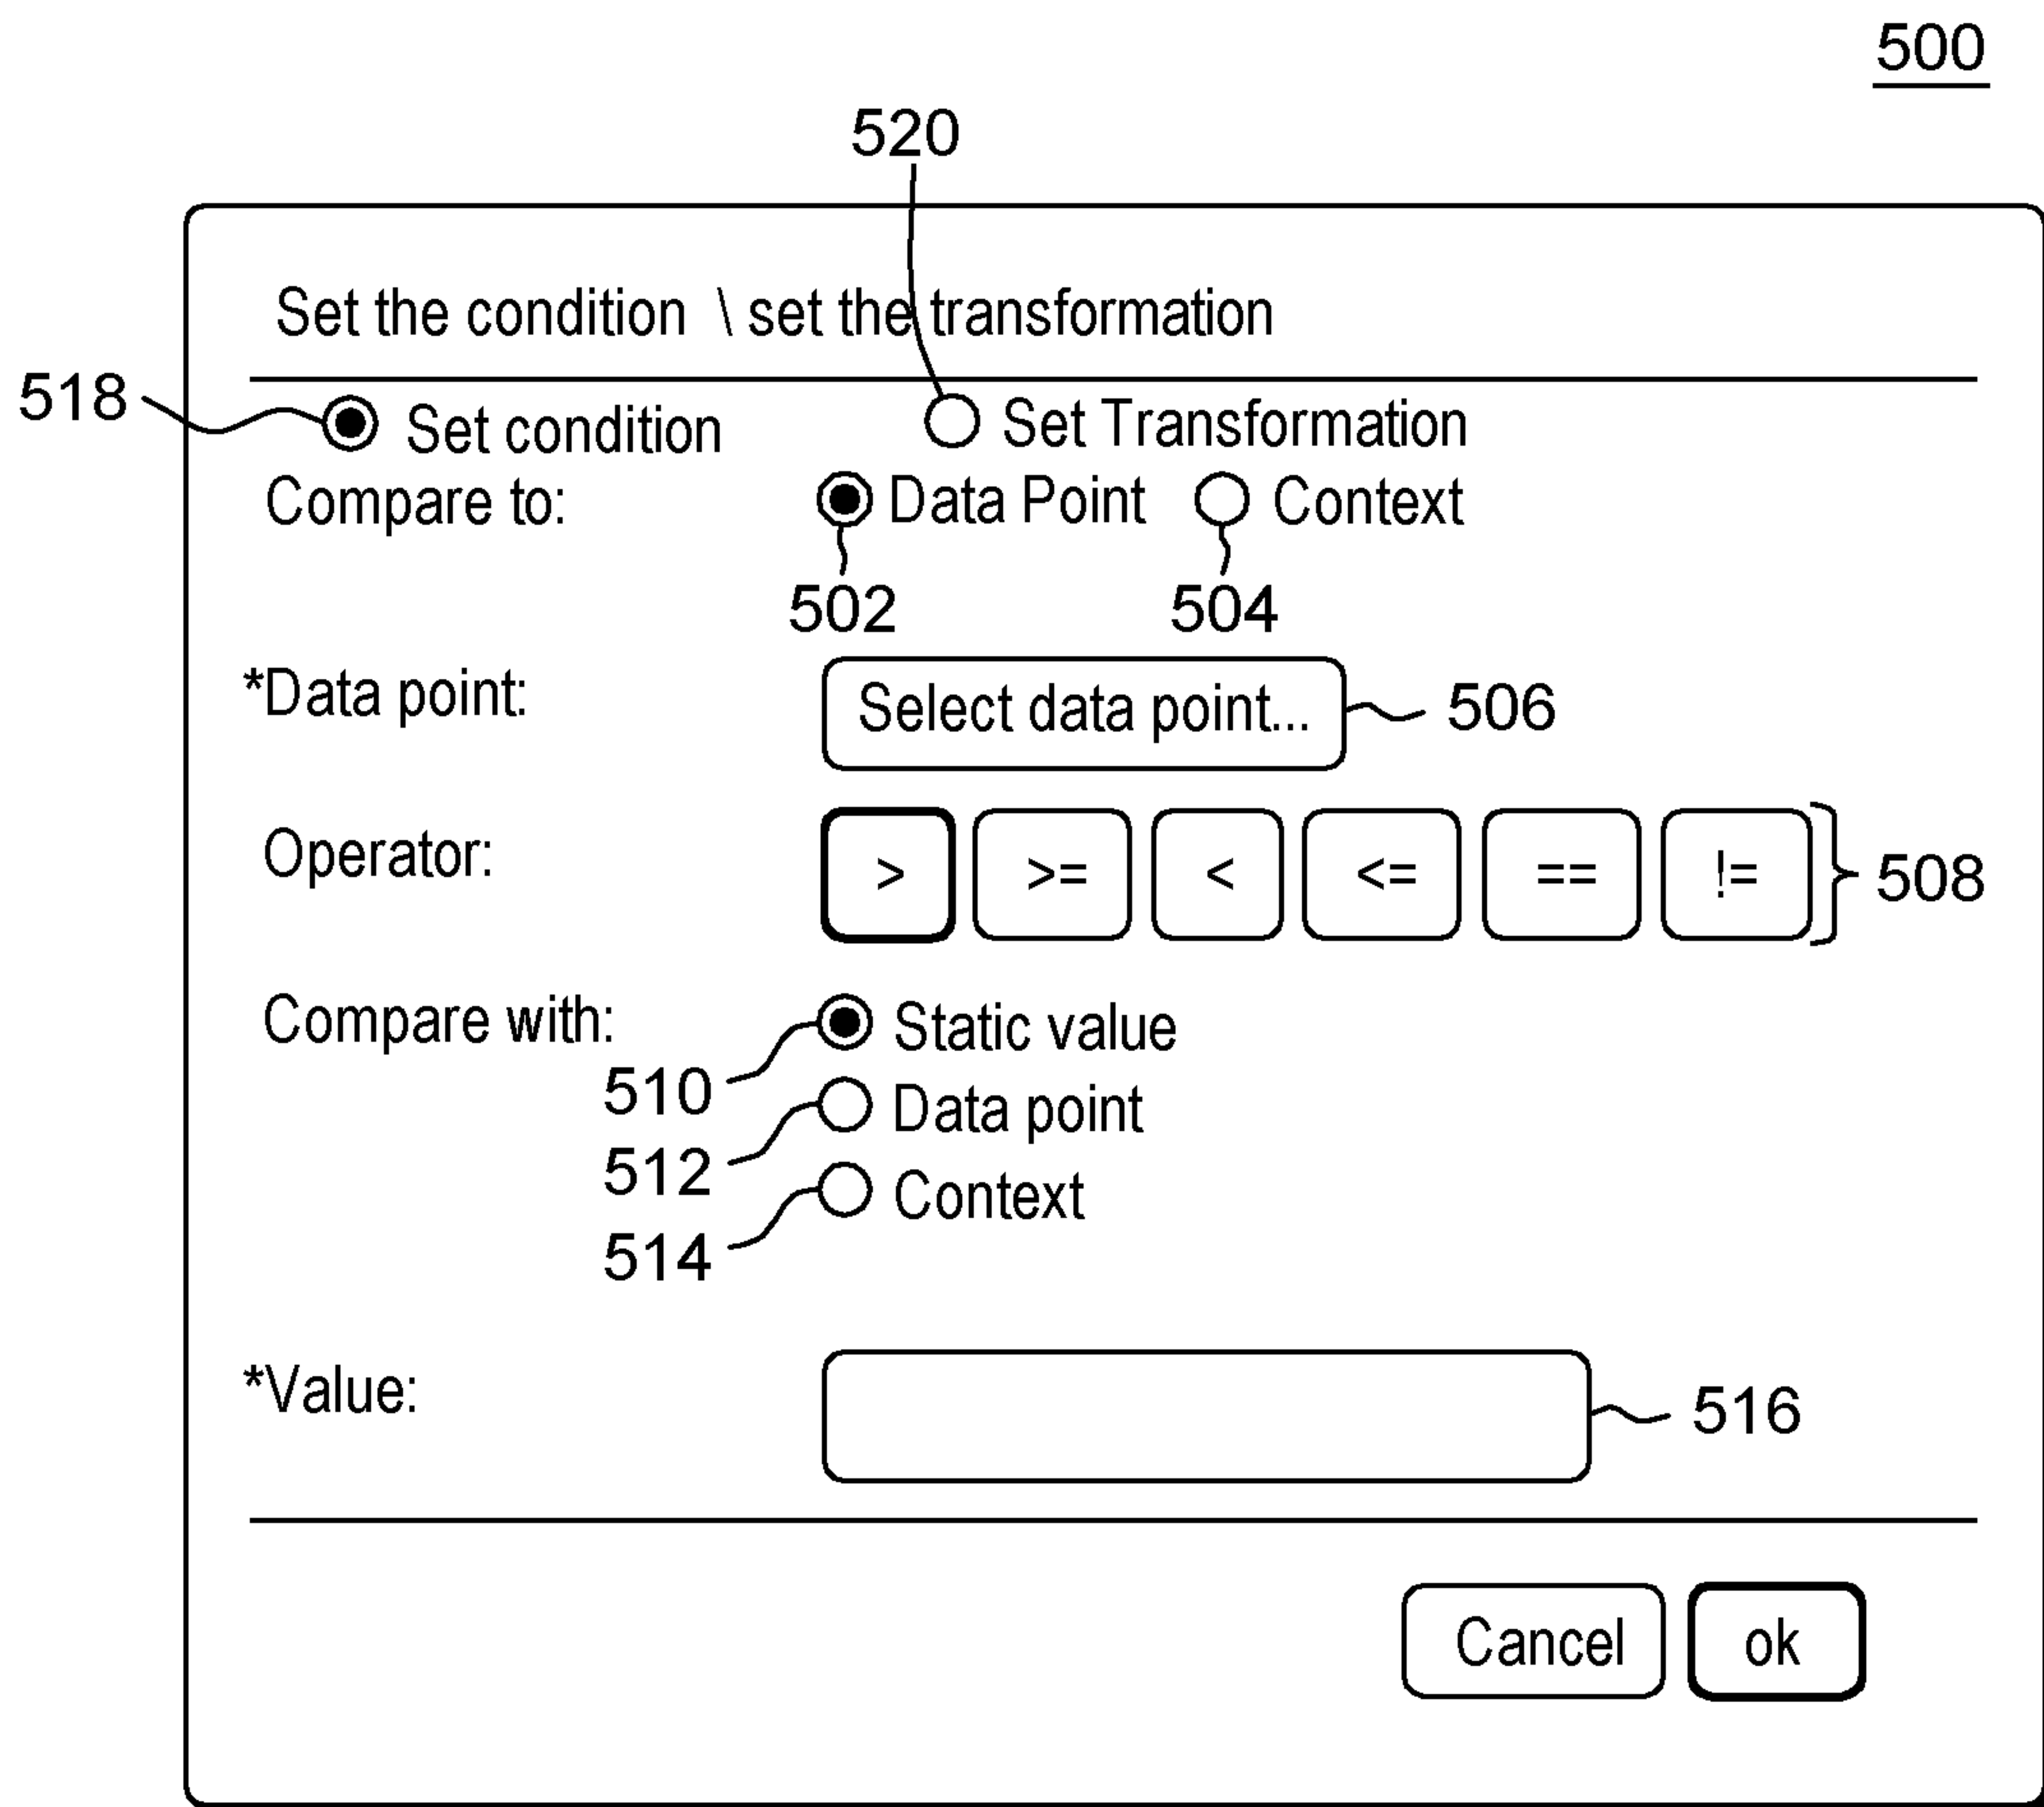 500
520
Set the condition \ set the transformation
518 Set condition Set Transformation
Compare to: Data Point Context
502 504
*Data point: Select data point... 506
Operator: > >= < <= == != 508
Compare with: Static value
510
Data point
512
Context
514
*Value: 516
Cancel ok